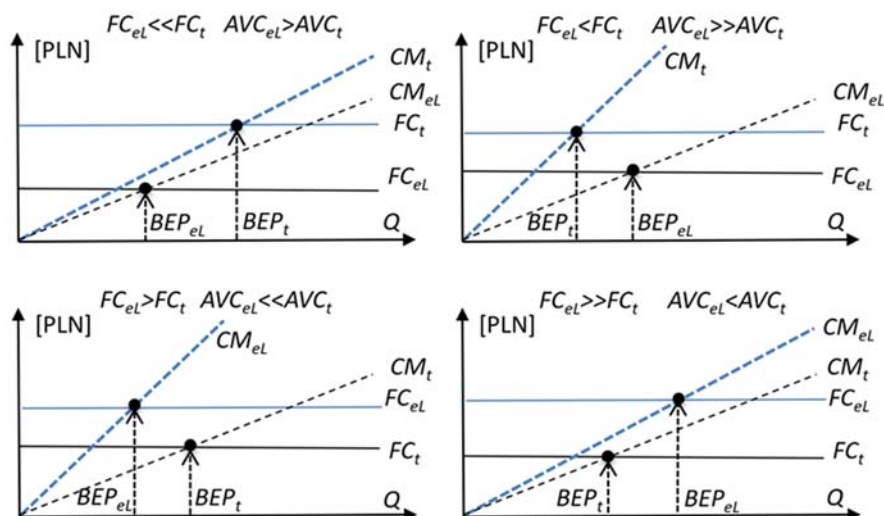 FCeL<<FCt AVCeL>AVCt
[PLN]
CMt
CMeL
FCt
FCeL
BEPeL
BEPt
Q
FCeL<FCt AVCeL>>AVCt
[PLN]
CMt
CMeL
FCt
FCeL
BEPt
BEPeL
Q
FCeL>FCt AVCeL<<AVCt
[PLN]
CMeL
CMt
FCeL
FCt
BEPeL
BEPt
Q
FCeL>>FCt AVCeL<AVCt
[PLN]
CMeL
CMt
FCeL
FCt
BEPt
BEPeL
Q